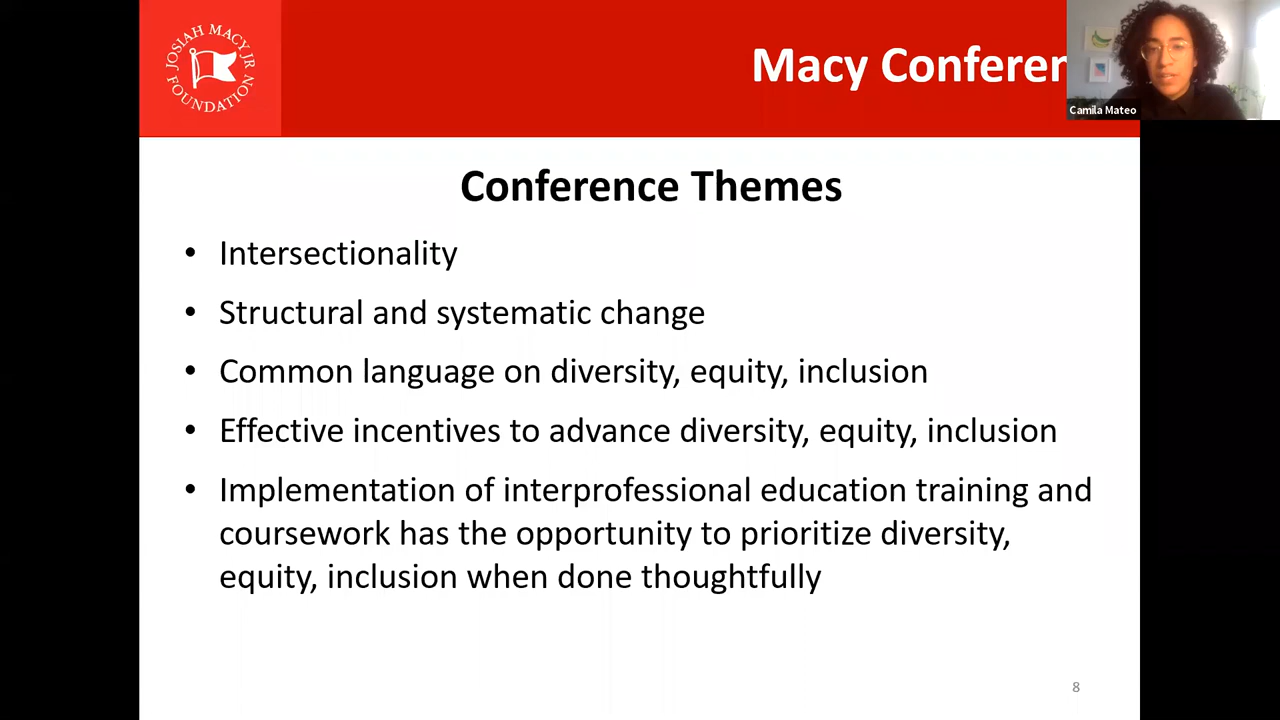 JOSIAH MACY JR
FOUNDATION
Macy Conferen
Camila Mateo
Conference Themes
• Intersectionality
• Structural and systematic change
• Common language on diversity, equity, inclusion
• Effective incentives to advance diversity, equity, inclusion
• Implementation of interprofessional education training and
coursework has the opportunity to prioritize diversity,
equity, inclusion when done thoughtfully
8